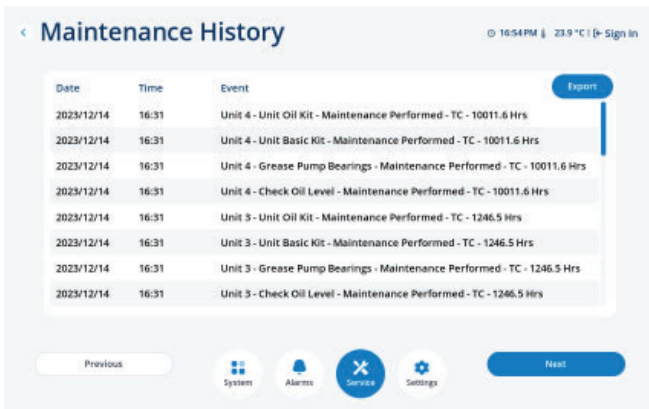 Maintenance History
16:54PM 23.9 °C | Sign In
Date Time Event Export
2023/12/14 16:31 Unit 4 - Unit Oil Kit - Maintenance Performed - TC - 10011.6 Hrs
2023/12/14 16:31 Unit 4 - Unit Basic Kit - Maintenance Performed - TC - 10011.6 Hrs
2023/12/14 16:31 Unit 4 - Grease Pump Bearings - Maintenance Performed - TC - 10011.6 Hrs
2023/12/14 16:31 Unit 4 - Check Oil Level - Maintenance Performed - TC - 10011.6 Hrs
2023/12/14 16:31 Unit 3 - Unit Oil Kit - Maintenance Performed - TC - 1246.5 Hrs
2023/12/14 16:31 Unit 3 - Unit Basic Kit - Maintenance Performed - TC - 1246.5 Hrs
2023/12/14 16:31 Unit 3 - Grease Pump Bearings - Maintenance Performed - TC - 1246.5 Hrs
2023/12/14 16:31 Unit 3 - Check Oil Level - Maintenance Performed - TC - 1246.5 Hrs
Previous Next
System Alarms Service Settings